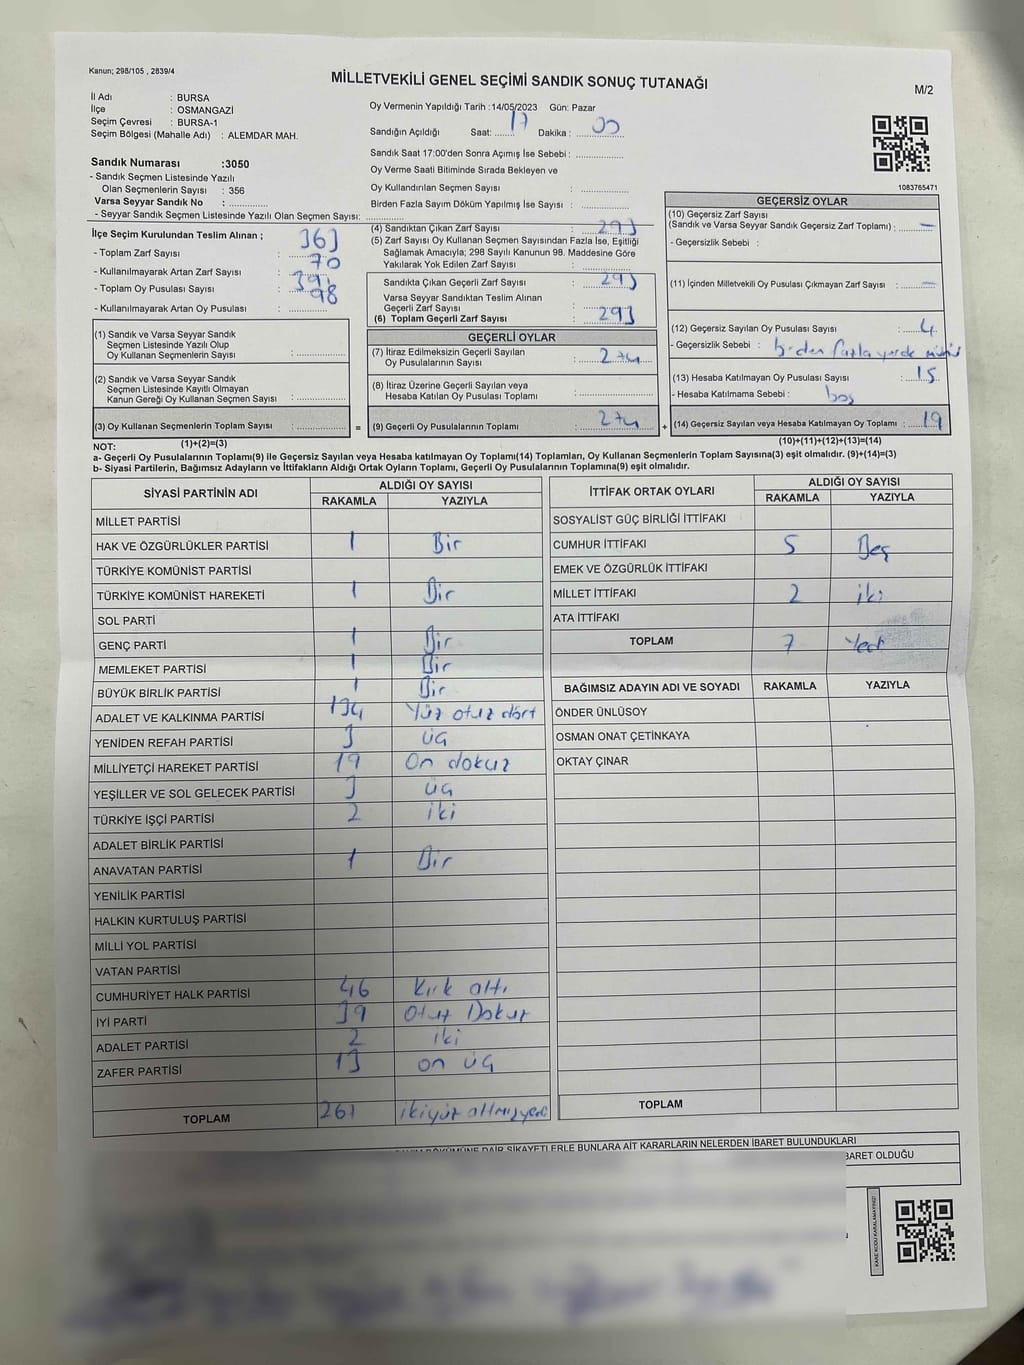 Kanun; 298/105 , 2839/4
MİLLETVEKİLİ GENEL SEÇİMİ SANDIK SONUÇ TUTANAĞI
M/2
İl Adı : BURSA
İlçe : OSMANGAZİ
Seçim Çevresi : BURSA-1
Seçim Bölgesi (Mahalle Adı) : ALEMDAR MAH.
Oy Vermenin Yapıldığı Tarih :14/05/2023 Gün: Pazar
Sandığın Açıldığı Saat: 17 Dakika : 00
Sandık Saat 17:00'den Sonra Açımış İse Sebebi :
Oy Verme Saati Bitiminde Sırada Bekleyen ve
Oy Kullandırılan Seçmen Sayısı :
Birden Fazla Sayım Döküm Yapılmış İse Sayısı :
1083765471
Sandık Numarası :3050
- Sandık Seçmen Listesinde Yazılı
Olan Seçmenlerin Sayısı : 356
Varsa Seyyar Sandık No :
- Seyyar Sandık Seçmen Listesinde Yazılı Olan Seçmen Sayısı:
İlçe Seçim Kurulundan Teslim Alınan ;
- Toplam Zarf Sayısı : 363
- Kullanılmayarak Artan Zarf Sayısı : 70
- Toplam Oy Pusulası Sayısı :
- Kullanılmayarak Artan Oy Pusulası : 98
(4) Sandıktan Çıkan Zarf Sayısı : 293
(5) Zarf Sayısı Oy Kullanan Seçmen Sayısından Fazla İse, Eşitliği
Sağlamak Amacıyla; 298 Sayılı Kanunun 98. Maddesine Göre
Yakılarak Yok Edilen Zarf Sayısı :
Sandıkta Çıkan Geçerli Zarf Sayısı : 293
Varsa Seyyar Sandıktan Teslim Alınan
Geçerli Zarf Sayısı :
(6) Toplam Geçerli Zarf Sayısı : 293
GEÇERLİ OYLAR
(7) İtiraz Edilmeksizin Geçerli Sayılan
Oy Pusulalarının Sayısı : 274
(8) İtiraz Üzerine Geçerli Sayılan veya
Hesaba Katılan Oy Pusulası Toplamı :
(9) Geçerli Oy Pusulalarının Toplamı : 274
GEÇERSİZ OYLAR
(10) Geçersiz Zarf Sayısı
(Sandık ve Varsa Seyyar Sandık Geçersiz Zarf Toplamı) : —
- Geçersizlik Sebebi :
(11) İçinden Milletvekili Oy Pusulası Çıkmayan Zarf Sayısı : —
(12) Geçersiz Sayılan Oy Pusulası Sayısı : 4
- Geçersizlik Sebebi : birden fazla yerde mühür
(13) Hesaba Katılmayan Oy Pusulası Sayısı : 15
- Hesaba Katılmama Sebebi : boş
+ (14) Geçersiz Sayılan veya Hesaba Katılmayan Oy Toplamı : 19
(1) Sandık ve Varsa Seyyar Sandık
Seçmen Listesinde Yazılı Olup
Oy Kullanan Seçmenlerin Sayısı :
(2) Sandık ve Varsa Seyyar Sandık
Seçmen Listesinde Kayıtlı Olmayan
Kanun Gereği Oy Kullanan Seçmen Sayısı :
(3) Oy Kullanan Seçmenlerin Toplam Sayısı : =
NOT: (1)+(2)=(3) (10)+(11)+(12)+(13)=(14)
a- Geçerli Oy Pusulalarının Toplamı(9) ile Geçersiz Sayılan veya Hesaba katılmayan Oy Toplamı(14) Toplamları, Oy Kullanan Seçmenlerin Toplam Sayısına(3) eşit olmalıdır. (9)+(14)=(3)
b- Siyasi Partilerin, Bağımsız Adayların ve İttifakların Aldığı Ortak Oyların Toplamı, Geçerli Oy Pusulalarının Toplamına(9) eşit olmalıdır.
SİYASİ PARTİNİN ADI ALDIĞI OY SAYISI
RAKAMLA YAZIYLA
MİLLET PARTİSİ
HAK VE ÖZGÜRLÜKLER PARTİSİ 1 Bir
TÜRKİYE KOMÜNİST PARTİSİ
TÜRKİYE KOMÜNİST HAREKETİ 1 Bir
SOL PARTİ
GENÇ PARTİ 1 Bir
MEMLEKET PARTİSİ 1 Bir
BÜYÜK BİRLİK PARTİSİ 1 Bir
ADALET VE KALKINMA PARTİSİ 134 Yüz otuz dört
YENİDEN REFAH PARTİSİ 3 üç
MİLLİYETÇİ HAREKET PARTİSİ 19 On dokuz
YEŞİLLER VE SOL GELECEK PARTİSİ 3 üç
TÜRKİYE İŞÇİ PARTİSİ 2 iki
ADALET BİRLİK PARTİSİ
ANAVATAN PARTİSİ 1 Bir
YENİLİK PARTİSİ
HALKIN KURTULUŞ PARTİSİ
MİLLİ YOL PARTİSİ
VATAN PARTİSİ
CUMHURİYET HALK PARTİSİ 46 Kırk altı
İYİ PARTİ 39 Otuz Dokuz
ADALET PARTİSİ 2 iki
ZAFER PARTİSİ 13 on üç
TOPLAM 267 ikiyüz altmışyedi
İTTİFAK ORTAK OYLARI ALDIĞI OY SAYISI
RAKAMLA YAZIYLA
SOSYALİST GÜÇ BİRLİĞİ İTTİFAKI
CUMHUR İTTİFAKI 5 Beş
EMEK VE ÖZGÜRLÜK İTTİFAKI
MİLLET İTTİFAKI 2 iki
ATA İTTİFAKI
TOPLAM 7 Yedi
BAĞIMSIZ ADAYIN ADI VE SOYADI RAKAMLA YAZIYLA
ÖNDER ÜNLÜSOY
OSMAN ONAT ÇETİNKAYA
OKTAY ÇINAR
TOPLAM
DAİR ŞİKAYETLERLE BUNLARA AİT KARARLARIN NELERDEN İBARET BULUNDUKLARI
OLDUĞU
KARE KODU KARALAMAYINIZ!